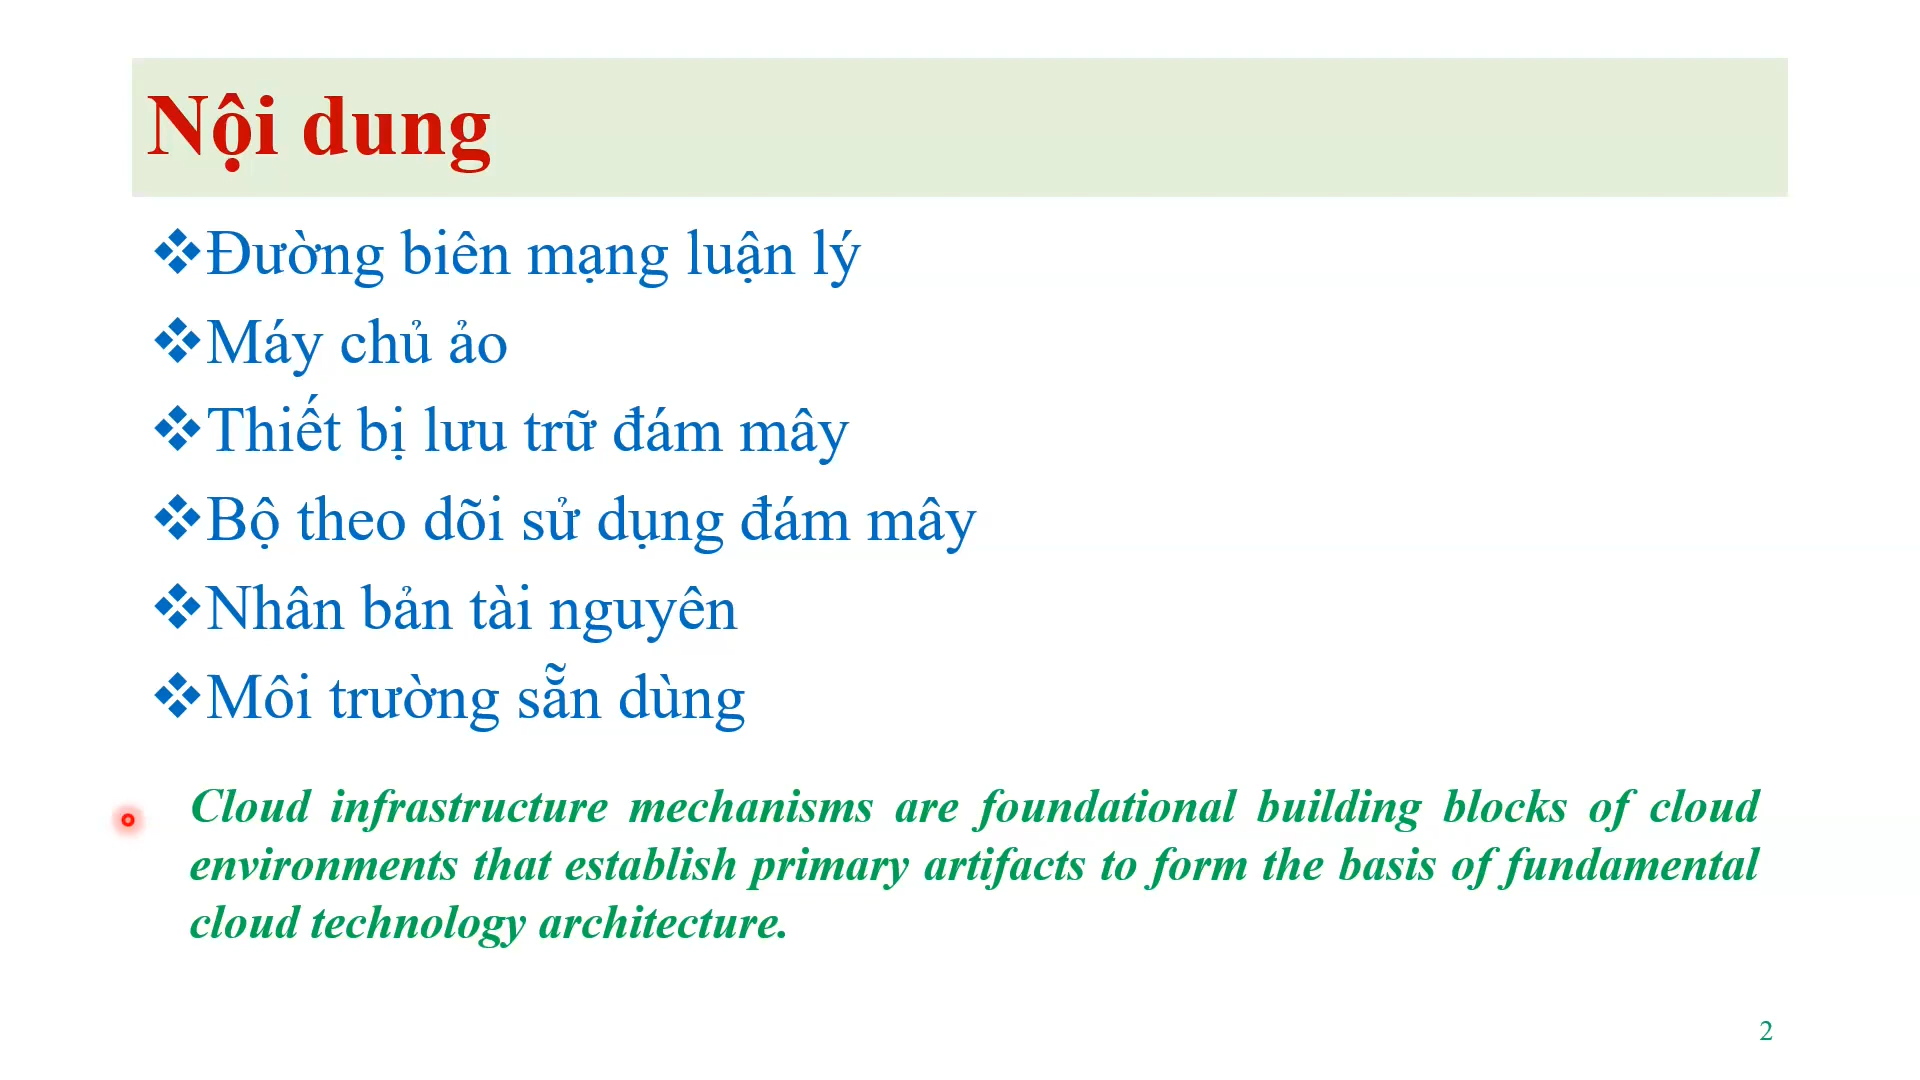 Nội dung
❖Đường biên mạng luận lý
❖Máy chủ ảo
❖Thiết bị lưu trữ đám mây
❖Bộ theo dõi sử dụng đám mây
❖Nhân bản tài nguyên
❖Môi trường sẵn dùng
Cloud infrastructure mechanisms are foundational building blocks of cloud
environments that establish primary artifacts to form the basis of fundamental
cloud technology architecture.
2